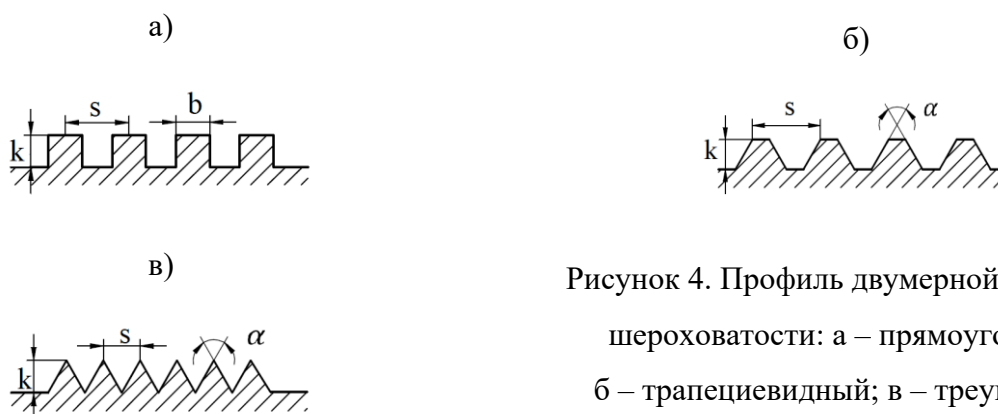 а)
б)
s
b
k
s
α
k
в)
Рисунок 4. Профиль двумерной
шероховатости: а – прямоуго
б – трапециевидный; в – треу
s
α
k